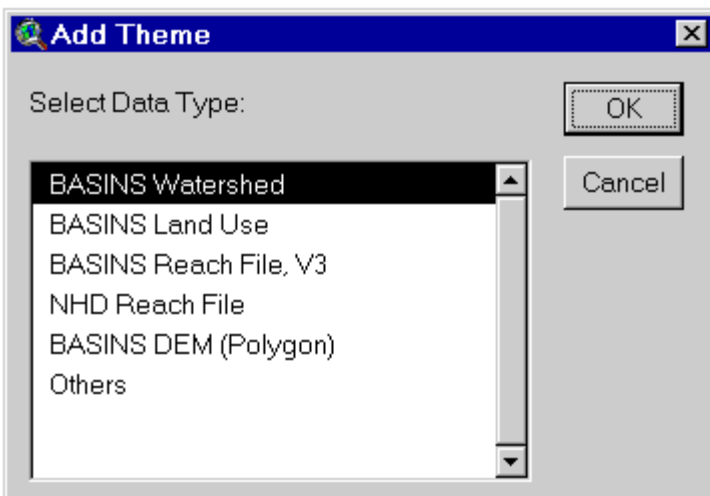 Add Theme
Select Data Type:
OK
Cancel
BASINS Watershed
BASINS Land Use
BASINS Reach File, V3
NHD Reach File
BASINS DEM (Polygon)
Others